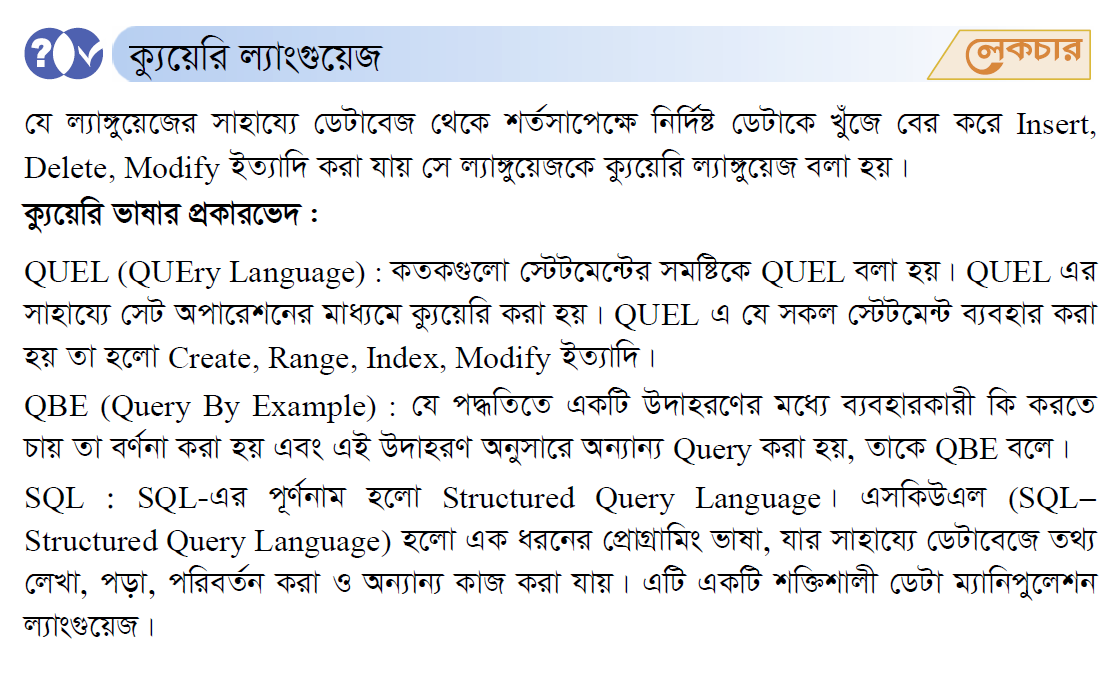 ক্যুয়েরি ল্যাংগুয়েজ
লেকচার
যে ল্যাঙ্গুয়েজের সাহায্যে ডেটাবেজ থেকে শর্তসাপেক্ষে নির্দিষ্ট ডেটাকে খুঁজে বের করে Insert,
Delete, Modify ইত্যাদি করা যায় সে ল্যাঙ্গুয়েজকে ক্যুয়েরি ল্যাঙ্গুয়েজ বলা হয়।
ক্যুয়েরি ভাষার প্রকারভেদ :
QUEL (QUEry Language) : কতকগুলো স্টেটমেন্টের সমষ্টিকে QUEL বলা হয়। QUEL এর
সাহায্যে সেট অপারেশনের মাধ্যমে ক্যুয়েরি করা হয়। QUEL এ যে সকল স্টেটমেন্ট ব্যবহার করা
হয় তা হলো Create, Range, Index, Modify ইত্যাদি।
QBE (Query By Example) : যে পদ্ধতিতে একটি উদাহরণের মধ্যে ব্যবহারকারী কি করতে
চায় তা বর্ণনা করা হয় এবং এই উদাহরণ অনুসারে অন্যান্য Query করা হয়, তাকে QBE বলে।
SQL : SQL-এর পূর্ণনাম হলো Structured Query Language। এসকিউএল (SQL–
Structured Query Language) হলো এক ধরনের প্রোগ্রামিং ভাষা, যার সাহায্যে ডেটাবেজে তথ্য
লেখা, পড়া, পরিবর্তন করা ও অন্যান্য কাজ করা যায়। এটি একটি শক্তিশালী ডেটা ম্যানিপুলেশন
ল্যাংগুয়েজ।